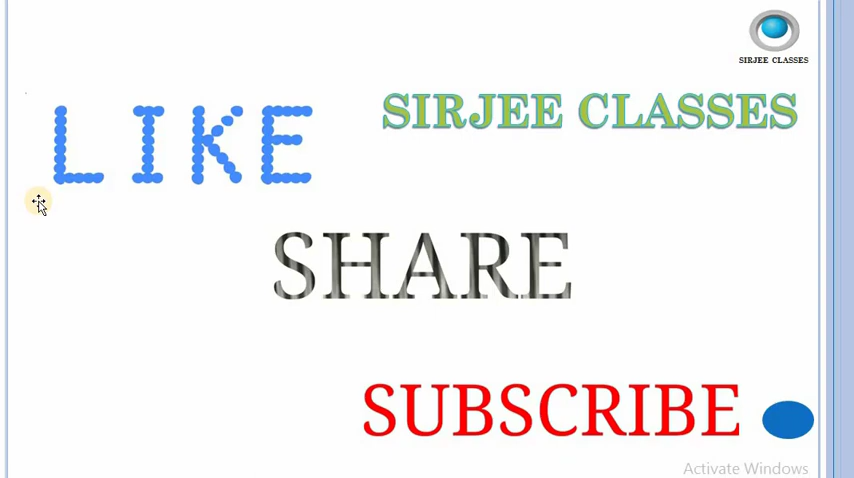 SIRJEE CLASSES
LIKE
SIRJEE CLASSES
SHARE
SUBSCRIBE
Activate Windows